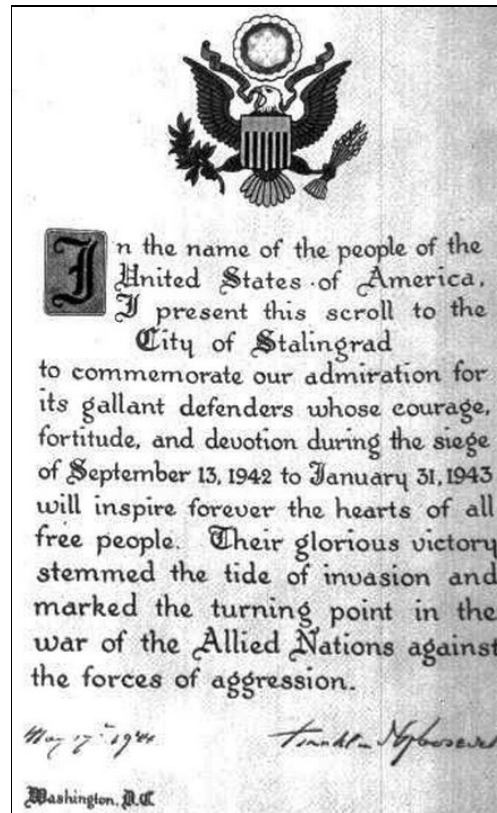 In the name of the people of the
United States of America,
I present this scroll to the
City of Stalingrad
to commemorate our admiration for
its gallant defenders whose courage,
fortitude, and devotion during the siege
of September 13, 1942 to January 31, 1943
will inspire forever the hearts of all
free people. Their glorious victory
stemmed the tide of invasion and
marked the turning point in the
war of the Allied Nations against
the forces of aggression.
May 17th 1944 Franklin D Roosevelt
Washington, D.C.